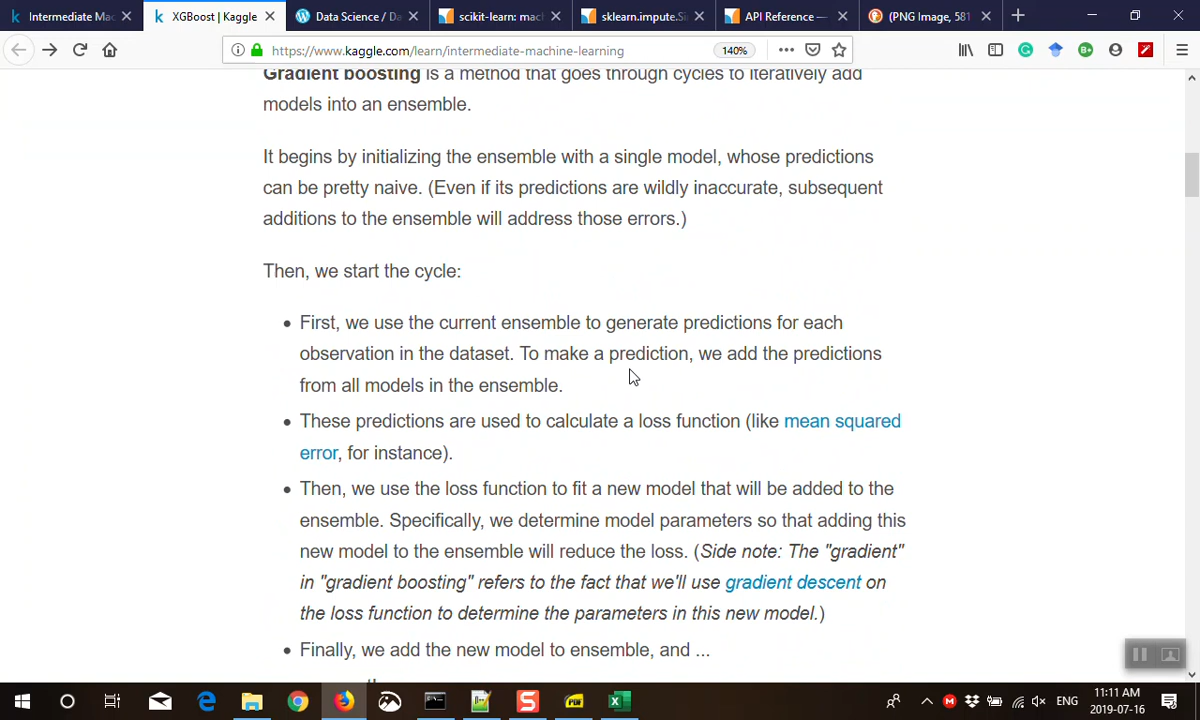 Intermediate Mac
XGBoost | Kaggle
Data Science / Da
scikit-learn: mac
sklearn.impute.Si
API Reference —
(PNG Image, 581
https://www.kaggle.com/learn/intermediate-machine-learning
140%
Gradient boosting is a method that goes through cycles to iteratively add
models into an ensemble.
It begins by initializing the ensemble with a single model, whose predictions
can be pretty naive. (Even if its predictions are wildly inaccurate, subsequent
additions to the ensemble will address those errors.)
Then, we start the cycle:
• First, we use the current ensemble to generate predictions for each
observation in the dataset. To make a prediction, we add the predictions
from all models in the ensemble.
• These predictions are used to calculate a loss function (like mean squared
error, for instance).
• Then, we use the loss function to fit a new model that will be added to the
ensemble. Specifically, we determine model parameters so that adding this
new model to the ensemble will reduce the loss. (Side note: The "gradient"
in "gradient boosting" refers to the fact that we'll use gradient descent on
the loss function to determine the parameters in this new model.)
• Finally, we add the new model to ensemble, and ...
ENG
11:11 AM
2019-07-16